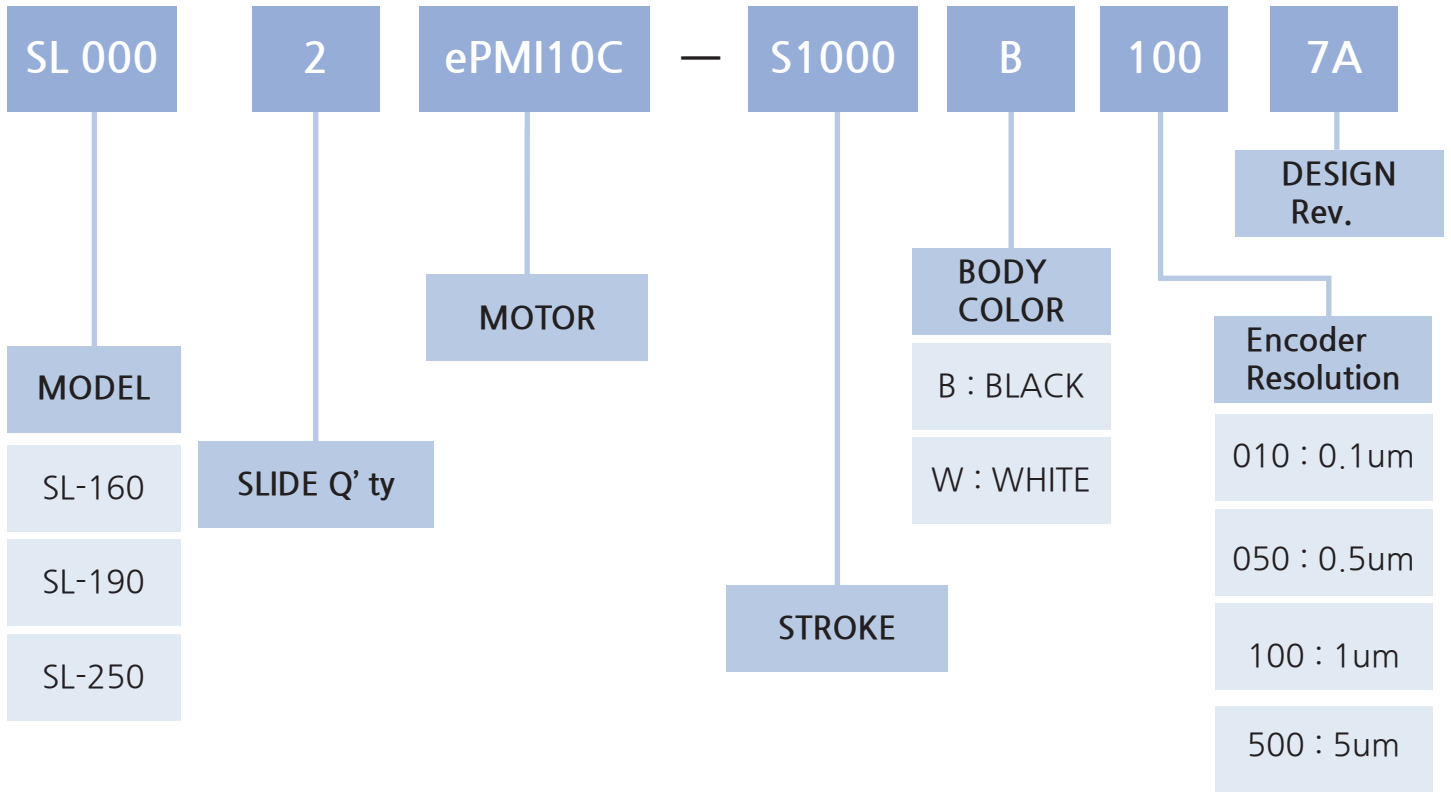 SL 000 2 ePMI10C — S1000 B 100 7A
DESIGN
Rev.
BODY
COLOR
MOTOR
Encoder
Resolution
MODEL
B : BLACK
010 : 0.1um
SL-160
SLIDE Q’ ty
W : WHITE
050 : 0.5um
SL-190
STROKE
100 : 1um
SL-250
500 : 5um